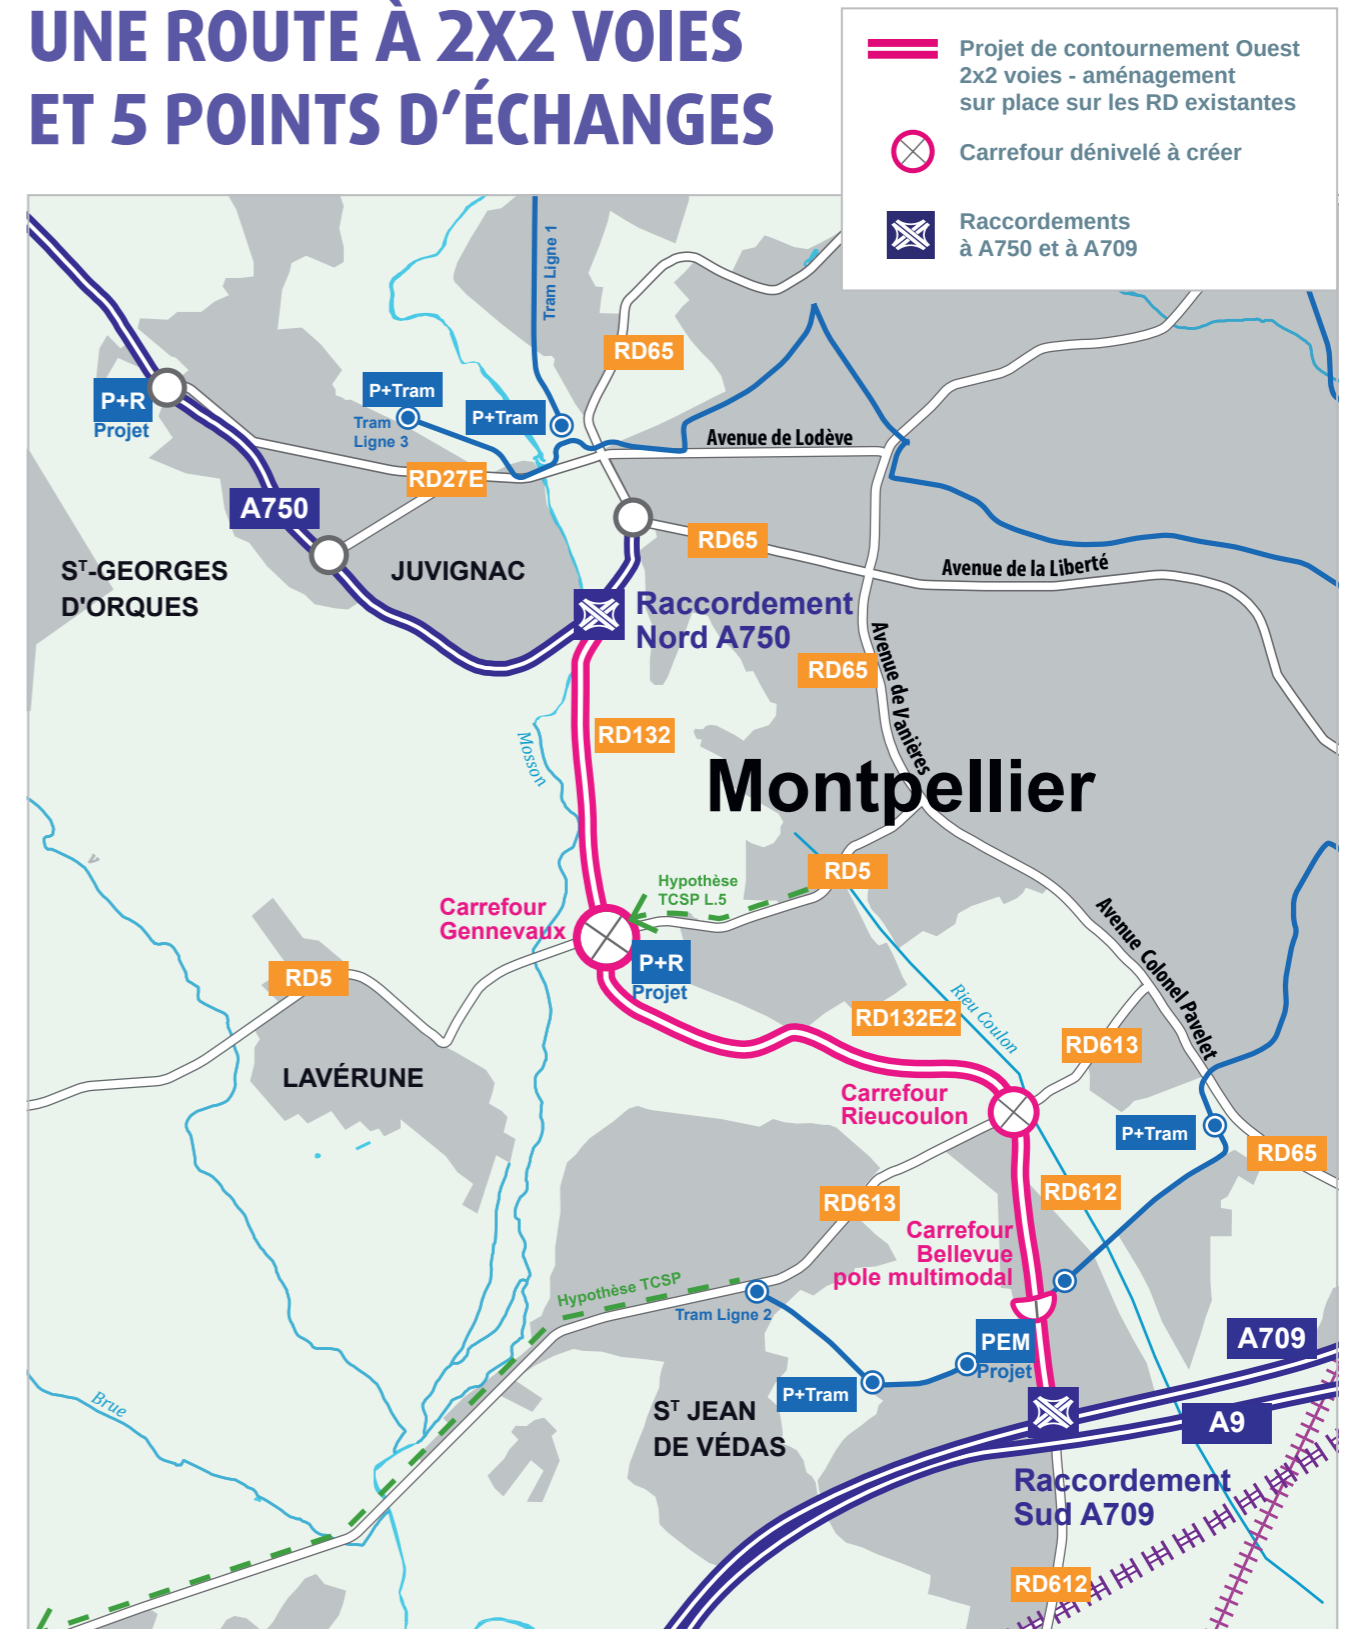 UNE ROUTE À 2X2 VOIES
ET 5 POINTS D'ÉCHANGES
Projet de contournement Ouest
2x2 voies - aménagement
sur place sur les RD existantes
Carrefour dénivelé à créer
Raccordements
à A750 et à A709
Tram Ligne 1
RD65
P+R
Projet
P+Tram
Tram
Ligne 3
P+Tram
Avenue de Lodève
RD27E
A750
RD65
Avenue de la Liberté
ST-GEORGES
D'ORQUES
JUVIGNAC
Raccordement
Nord A750
RD65
Avenue de Vanières
RD132
Mosson
Montpellier
RD5
Hypothèse
TCSP L.5
Carrefour
Gennevaux
P+R
Projet
RD5
Avenue Colonel Pavelet
Rieu Coulon
RD132E2
RD613
LAVÉRUNE
Carrefour
Rieucoulon
P+Tram
RD65
RD612
RD613
Carrefour
Bellevue
pole multimodal
Hypothèse TCSP
Tram Ligne 2
PEM
Projet
A709
P+Tram
Brue
ST JEAN
DE VÉDAS
A9
Raccordement
Sud A709
RD612